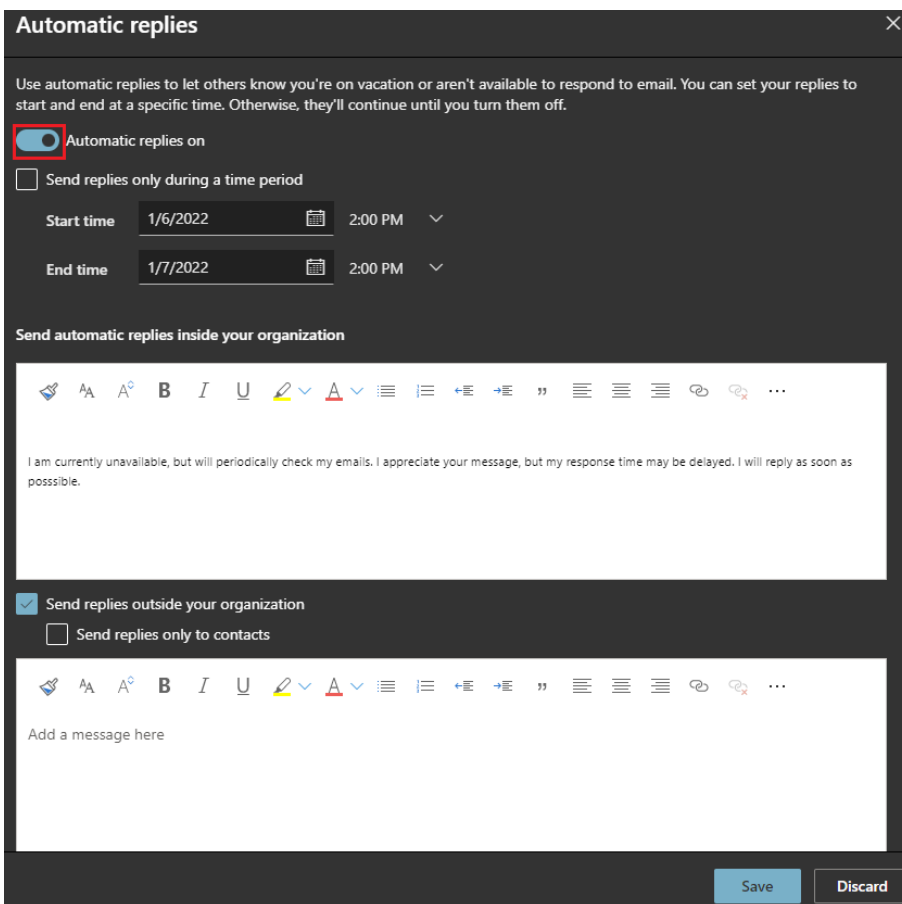 Automatic replies
Use automatic replies to let others know you're on vacation or aren't available to respond to email. You can set your replies to
start and end at a specific time. Otherwise, they'll continue until you turn them off.
Automatic replies on
Send replies only during a time period
Start time 1/6/2022 2:00 PM
End time 1/7/2022 2:00 PM
Send automatic replies inside your organization
I am currently unavailable, but will periodically check my emails. I appreciate your message, but my response time may be delayed. I will reply as soon as
posssible.
Send replies outside your organization
Send replies only to contacts
Add a message here
Save Discard